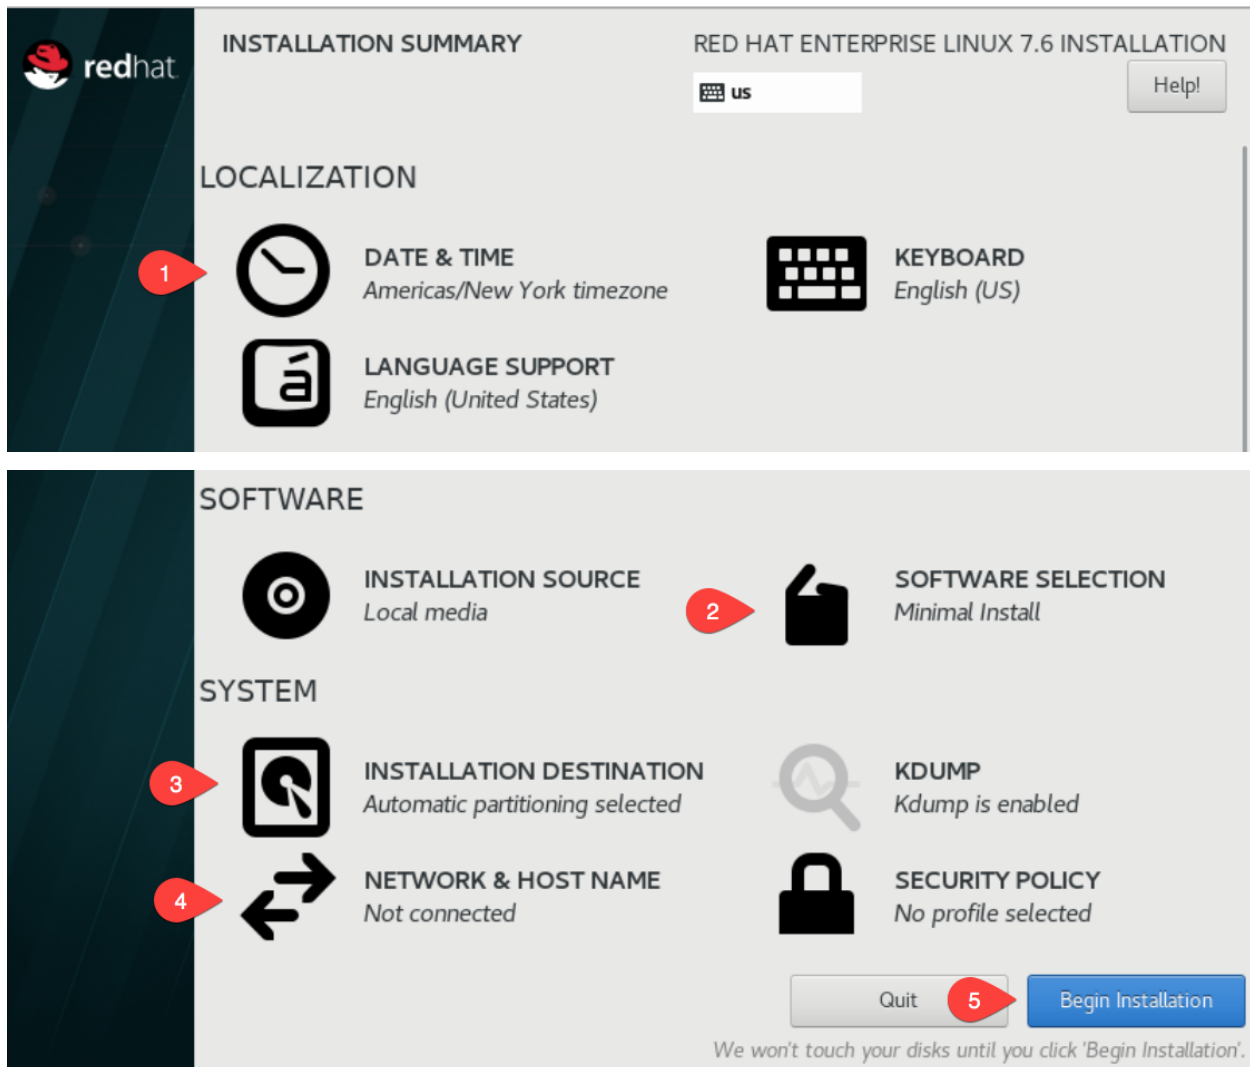 redhat.
INSTALLATION SUMMARY
RED HAT ENTERPRISE LINUX 7.6 INSTALLATION
us
Help!
LOCALIZATION
1
DATE & TIME
Americas/New York timezone
KEYBOARD
English (US)
á
LANGUAGE SUPPORT
English (United States)
SOFTWARE
INSTALLATION SOURCE
Local media
2
SOFTWARE SELECTION
Minimal Install
SYSTEM
3
INSTALLATION DESTINATION
Automatic partitioning selected
KDUMP
Kdump is enabled
4
NETWORK & HOST NAME
Not connected
SECURITY POLICY
No profile selected
Quit
5
Begin Installation
We won't touch your disks until you click 'Begin Installation'.